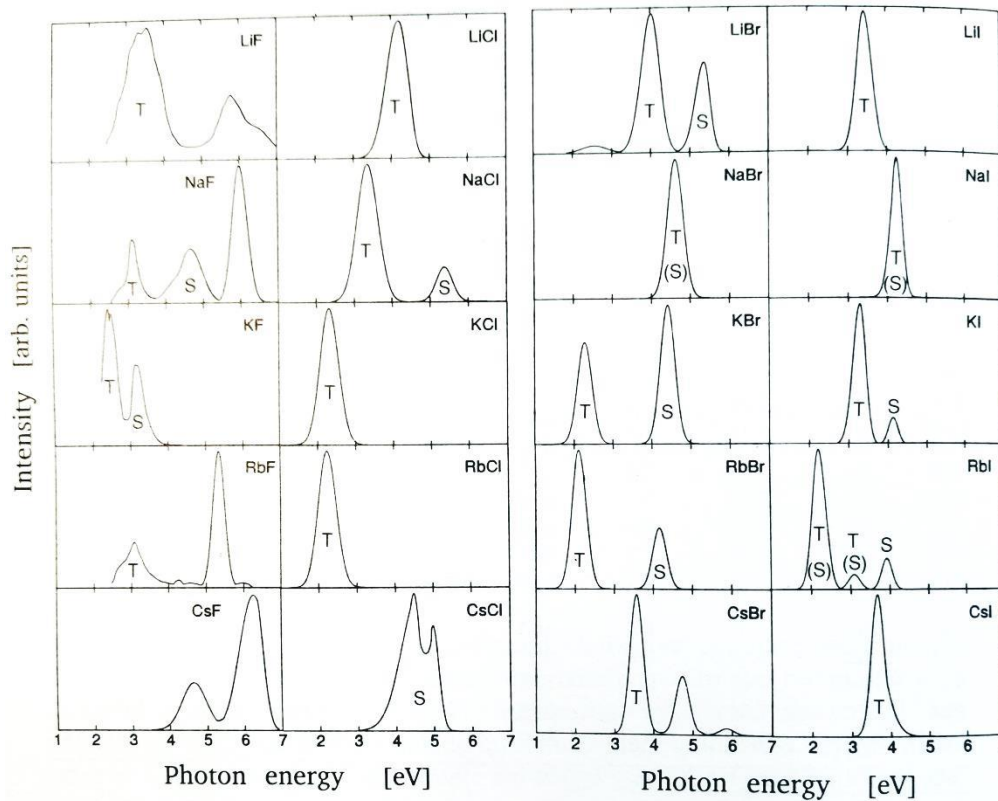 LiF
T
LiCl
T
LiBr
T
S
LiI
T
NaF
T
S
NaCl
T
S
NaBr
T
(S)
NaI
T
(S)
KF
T
S
KCl
T
KBr
T
S
KI
T
S
RbF
T
RbCl
T
RbBr
T
S
RbI
T
(S)
T
(S)
S
CsF
CsCl
S
CsBr
T
CsI
T
Intensity [arb. units]
1 2 3 4 5 6 2 3 4 5 6 7
Photon energy [eV]
1 2 3 4 5 6 7 2 3 4 5 6
Photon energy [eV]